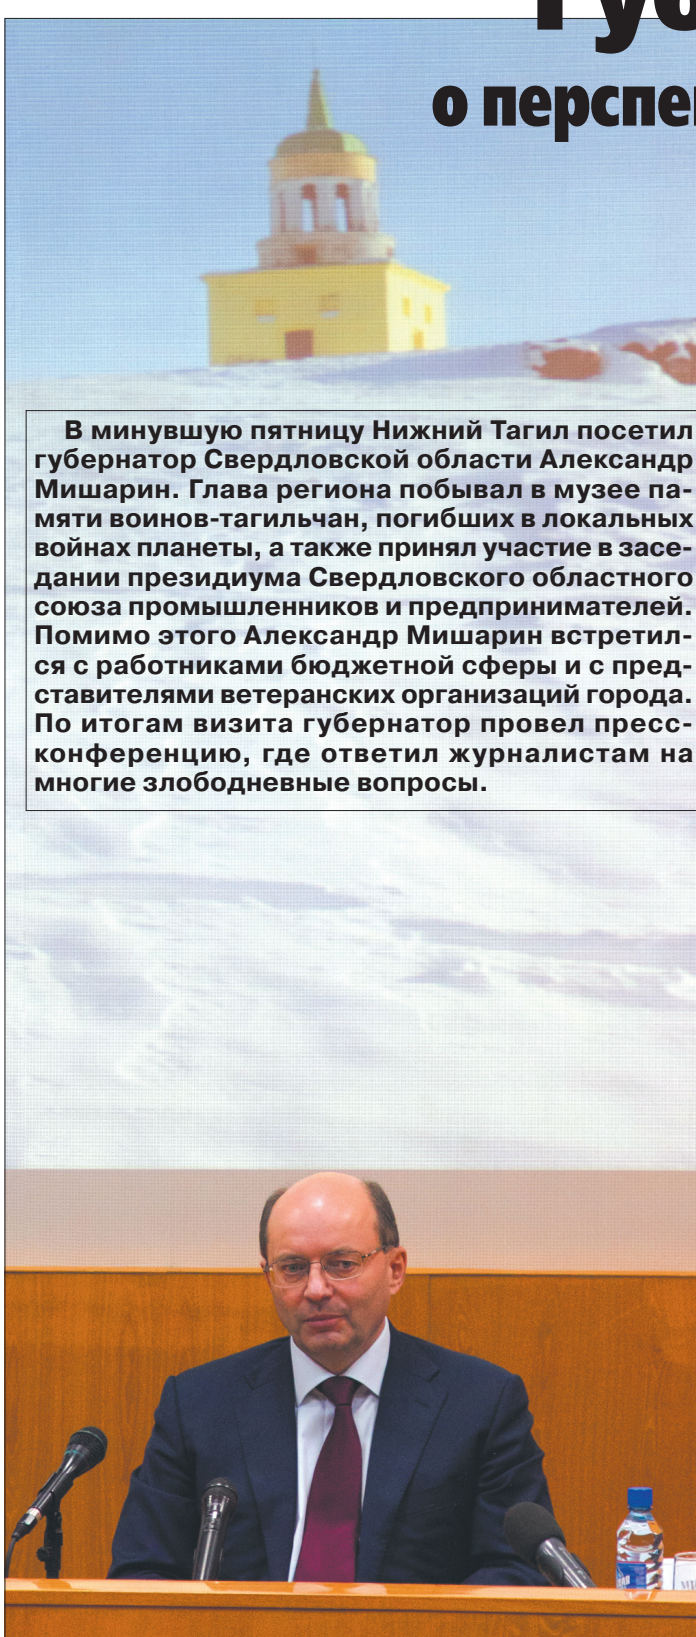 о
В минувшую пятницу Нижний Тагил посетил
губернатор Свердловской области Александр
Мишарин. Глава региона побывал в музее па-
мяти воинов-тагильчан, погибших в локальных
войнах планеты, а также принял участие в засе-
дании президиума Свердловского областного
союза промышленников и предпринимателей.
Помимо этого Александр Мишарин встретил-
ся с работниками бюджетной сферы и с пред-
ставителями ветеранских организаций города.
По итогам визита губернатор провел пресс-
конференцию, где ответил журналистам на
многие злободневные вопросы.